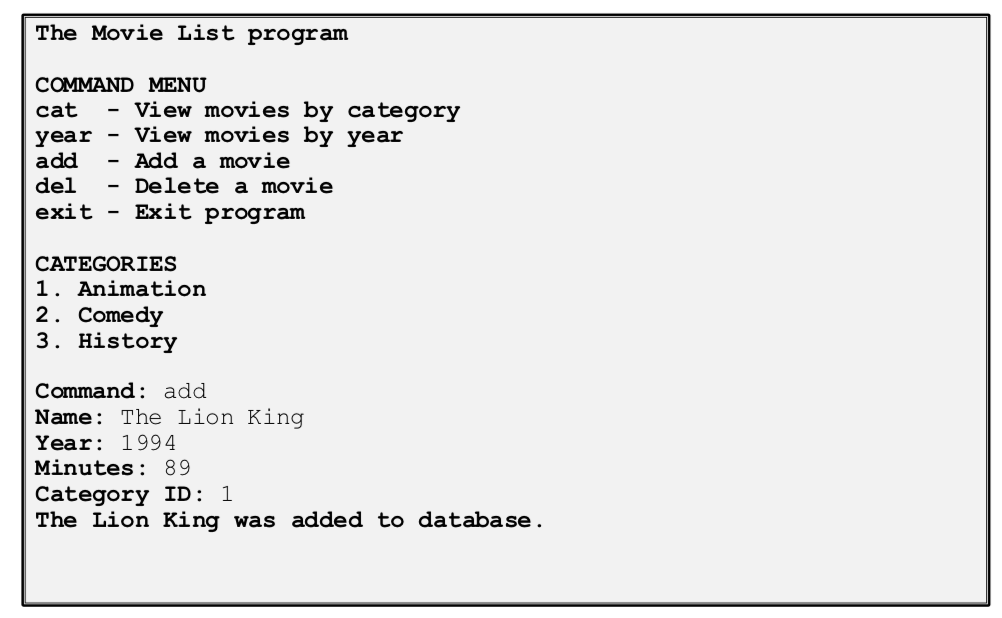 The Movie List program
COMMAND MENU
cat  - View movies by category
year - View movies by year
add  - Add a movie
del  - Delete a movie
exit - Exit program
CATEGORIES
1. Animation
2. Comedy
3. History
Command: add
Name: The Lion King
Year: 1994
Minutes: 89
Category ID: 1
The Lion King was added to database.